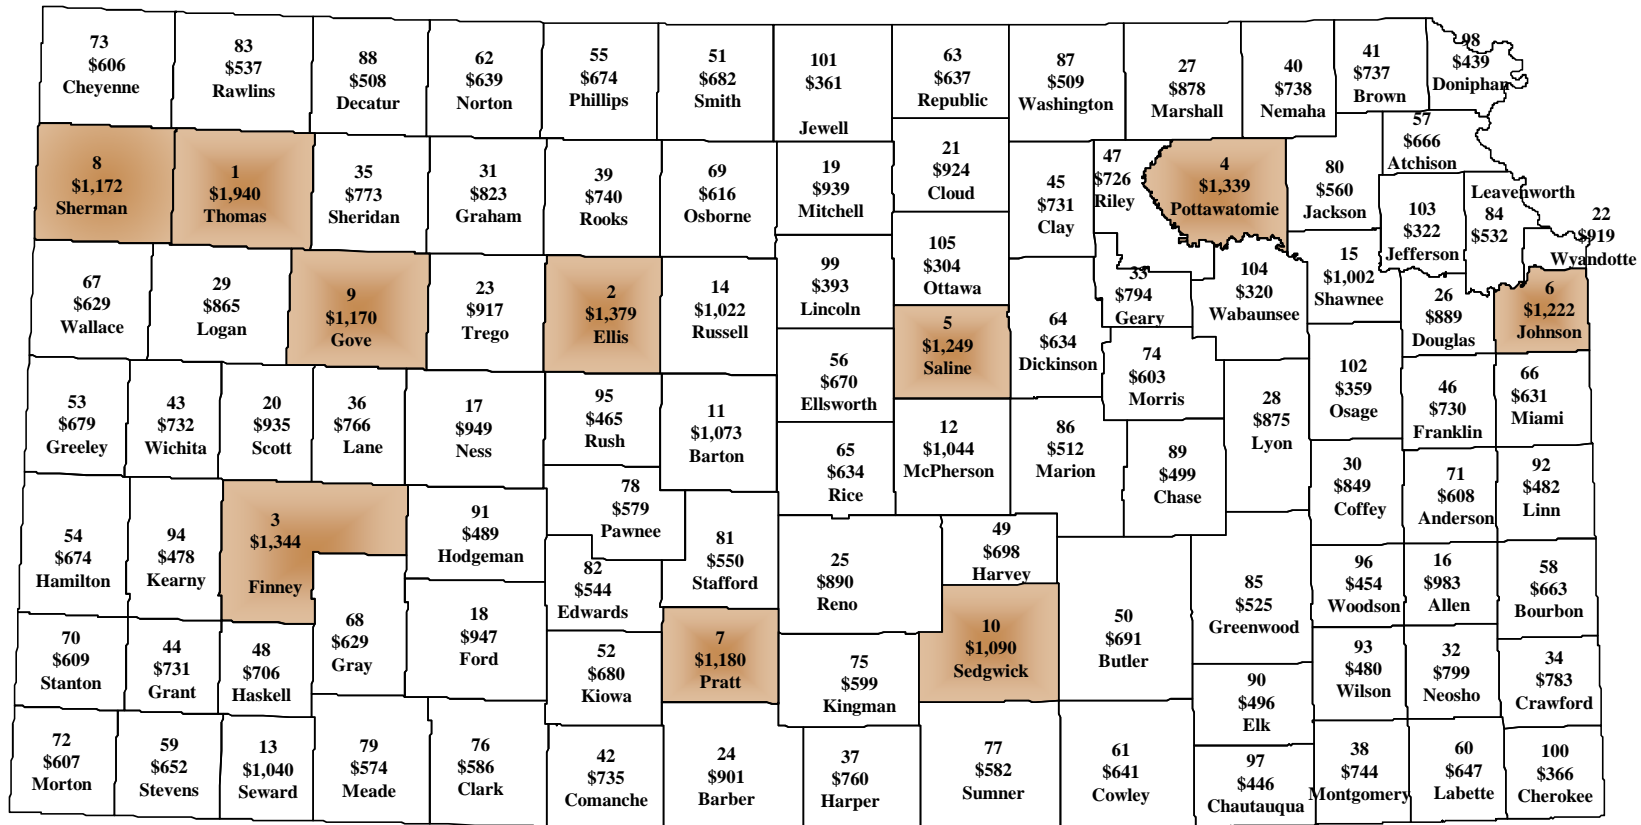 73
$606
Cheyenne
83
$537
Rawlins
88
$508
Decatur
62
$639
Norton
55
$674
Phillips
51
$682
Smith
101
$361
Jewell
63
$637
Republic
87
$509
Washington
27
$878
Marshall
40
$738
Nemaha
41
$737
Brown
98
$439
Doniphan
8
$1,172
Sherman
1
$1,940
Thomas
35
$773
Sheridan
31
$823
Graham
39
$740
Rooks
69
$616
Osborne
19
$939
Mitchell
21
$924
Cloud
45
$731
Clay
47
$726
Riley
4
$1,339
Pottawatomie
80
$560
Jackson
57
$666
Atchison
103
$322
Jefferson
Leavenworth
84
$532
22
$919
Wyandotte
67
$629
Wallace
29
$865
Logan
9
$1,170
Gove
23
$917
Trego
2
$1,379
Ellis
14
$1,022
Russell
99
$393
Lincoln
105
$304
Ottawa
5
$1,249
Saline
64
$634
Dickinson
33
$794
Geary
104
$320
Wabaunsee
15
$1,002
Shawnee
26
$889
Douglas
6
$1,222
Johnson
53
$679
Greeley
43
$732
Wichita
20
$935
Scott
36
$766
Lane
17
$949
Ness
95
$465
Rush
11
$1,073
Barton
56
$670
Ellsworth
65
$634
Rice
12
$1,044
McPherson
86
$512
Marion
74
$603
Morris
89
$499
Chase
28
$875
Lyon
102
$359
Osage
46
$730
Franklin
66
$631
Miami
54
$674
Hamilton
94
$478
Kearny
3
$1,344
Finney
91
$489
Hodgeman
78
$579
Pawnee
82
$544
Edwards
81
$550
Stafford
25
$890
Reno
49
$698
Harvey
10
$1,090
Sedgwick
50
$691
Butler
85
$525
Greenwood
30
$849
Coffey
71
$608
Anderson
92
$482
Linn
96
$454
Woodson
16
$983
Allen
58
$663
Bourbon
70
$609
Stanton
44
$731
Grant
48
$706
Haskell
68
$629
Gray
18
$947
Ford
52
$680
Kiowa
7
$1,180
Pratt
75
$599
Kingman
90
$496
Elk
93
$480
Wilson
32
$799
Neosho
34
$783
Crawford
72
$607
Morton
59
$652
Stevens
13
$1,040
Seward
79
$574
Meade
76
$586
Clark
42
$735
Comanche
24
$901
Barber
37
$760
Harper
77
$582
Sumner
61
$641
Cowley
97
$446
Chautauqua
38
$744
Montgomery
60
$647
Labette
100
$366
Cherokee